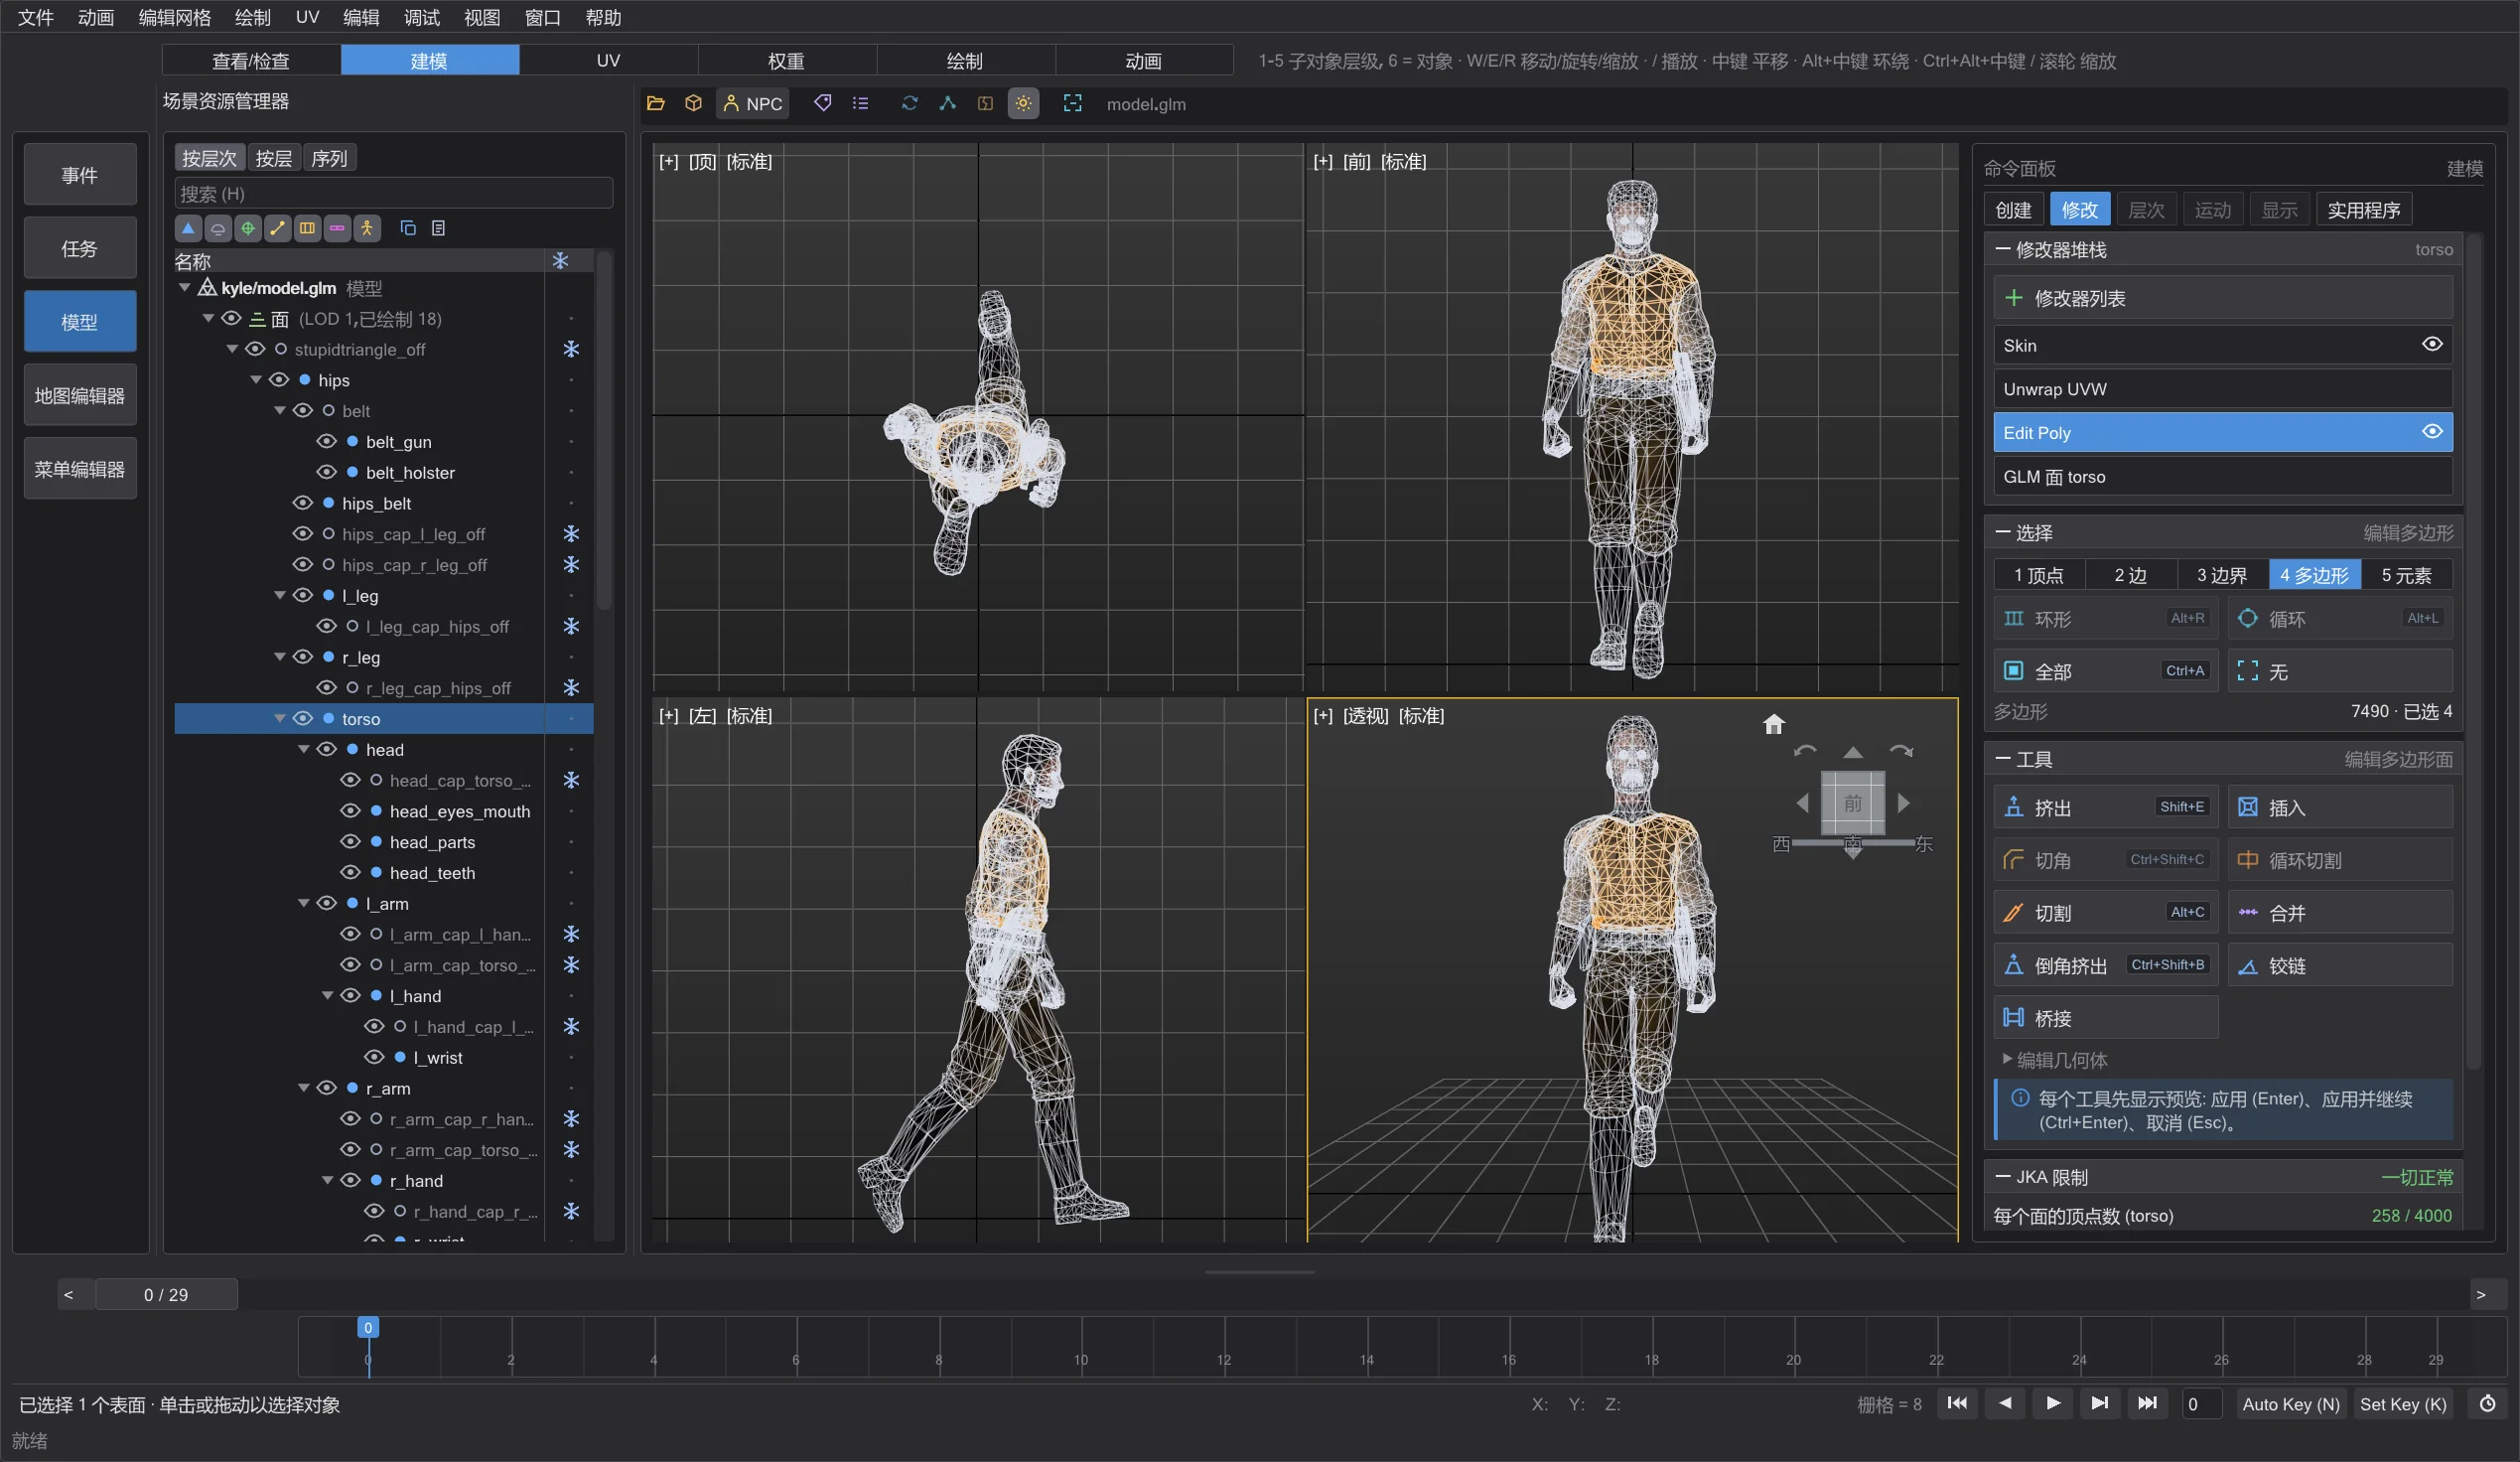 文件 动画 编辑网格 绘制 UV 编辑 调试 视图 窗口 帮助
查看/检查 建模 UV 权重 绘制 动画 1-5 子对象层级, 6 = 对象 · W/E/R 移动/旋转/缩放 · / 播放 · 中键 平移 · Alt+中键 环绕 · Ctrl+Alt+中键 / 滚轮 缩放
场景资源管理器
NPC model.glm
事件
任务
模型
地图编辑器
菜单编辑器
按层次 按层 序列
搜索 (H)
名称
kyle/model.glm 模型
面 (LOD 1,已绘制 18)
stupidtriangle_off
hips
belt
belt_gun
belt_holster
hips_belt
hips_cap_l_leg_off
hips_cap_r_leg_off
l_leg
l_leg_cap_hips_off
r_leg
r_leg_cap_hips_off
torso
head
head_cap_torso_...
head_eyes_mouth
head_parts
head_teeth
l_arm
l_arm_cap_l_han...
l_arm_cap_torso_...
l_hand
l_hand_cap_l_...
l_wrist
r_arm
r_arm_cap_r_han...
r_arm_cap_torso_...
r_hand
r_hand_cap_r_...
r_wrist
[+] [顶] [标准]
[+] [前] [标准]
[+] [左] [标准]
[+] [透视] [标准]
前
西 南 东
命令面板 建模
创建 修改 层次 运动 显示 实用程序
修改器堆栈 torso
修改器列表
Skin
Unwrap UVW
Edit Poly
GLM 面 torso
选择 编辑多边形
1 顶点 2 边 3 边界 4 多边形 5 元素
环形 Alt+R 循环 Alt+L
全部 Ctrl+A 无
多边形 7490 · 已选 4
工具 编辑多边形面
挤出 Shift+E 插入
切角 Ctrl+Shift+C 循环切割
切割 Alt+C 合并
倒角挤出 Ctrl+Shift+B 铰链
桥接
编辑几何体
每个工具先显示预览: 应用 (Enter)、应用并继续
(Ctrl+Enter)、取消 (Esc)。
JKA 限制 一切正常
每个面的顶点数 (torso) 258 / 4000
< 0 / 29 >
0
0 2 4 6 8 10 12 14 16 18 20 22 24 26 28 29
已选择 1 个表面 · 单击或拖动以选择对象 X: Y: Z: 栅格 = 8 0 Auto Key (N) Set Key (K)
就绪